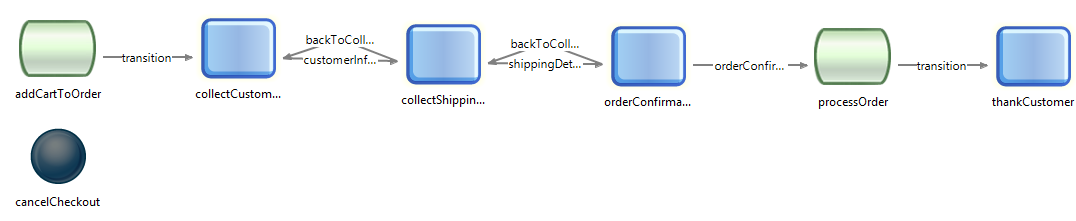 backToColl...
backToColl...
transition
customerInf...
shippingDet...
orderConfir...
transition
addCartToOrder
collectCustom...
collectShippin...
orderConfirma...
processOrder
thankCustomer
cancelCheckout